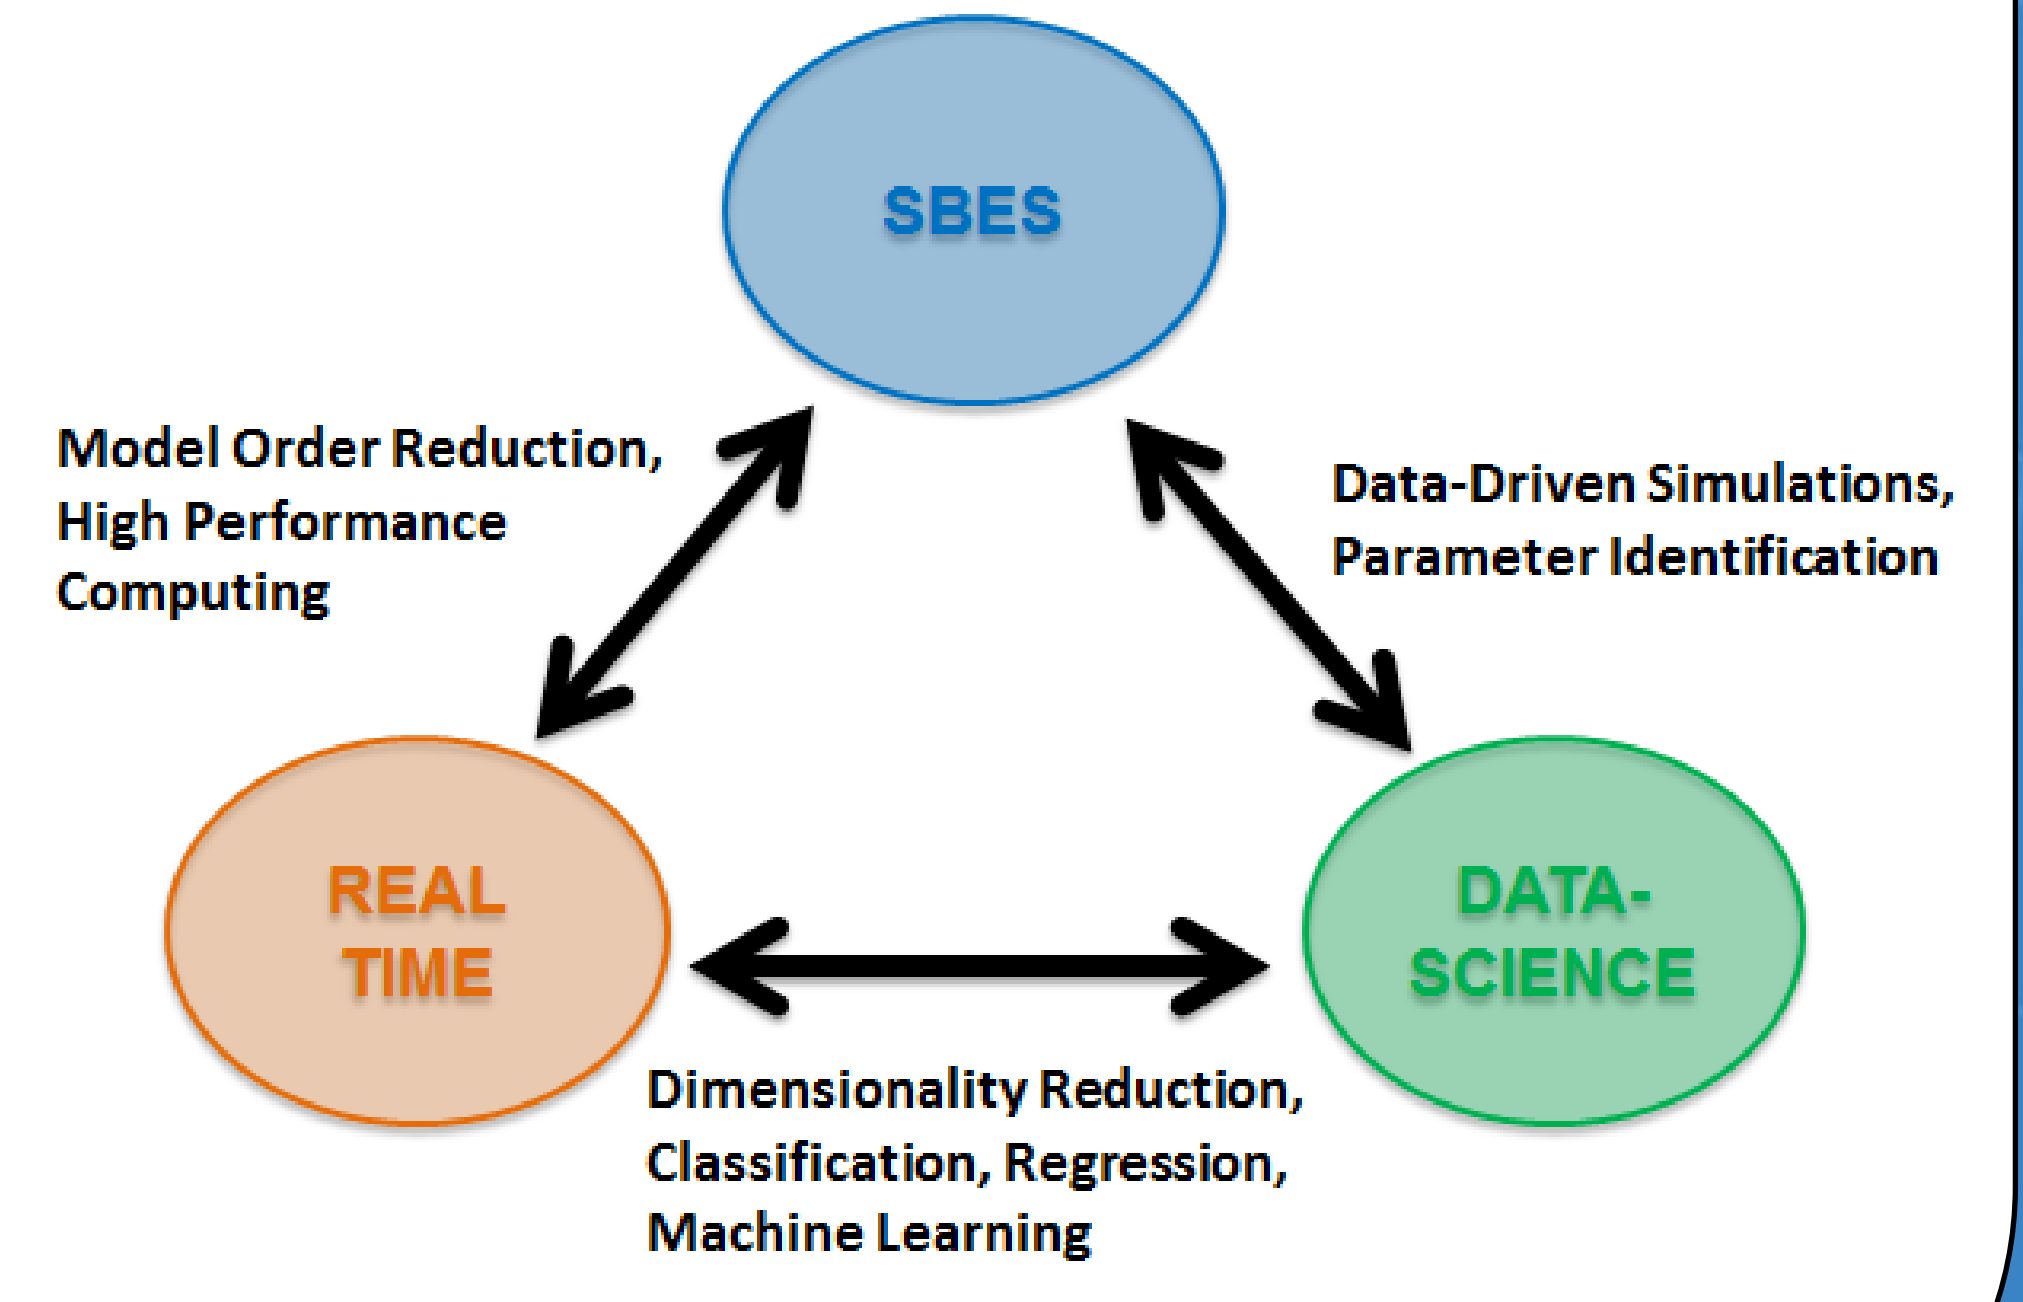 SBES
Model Order Reduction,
High Performance
Computing
Data-Driven Simulations,
Parameter Identification
REAL
TIME
DATA-
SCIENCE
Dimensionality Reduction,
Classification, Regression,
Machine Learning